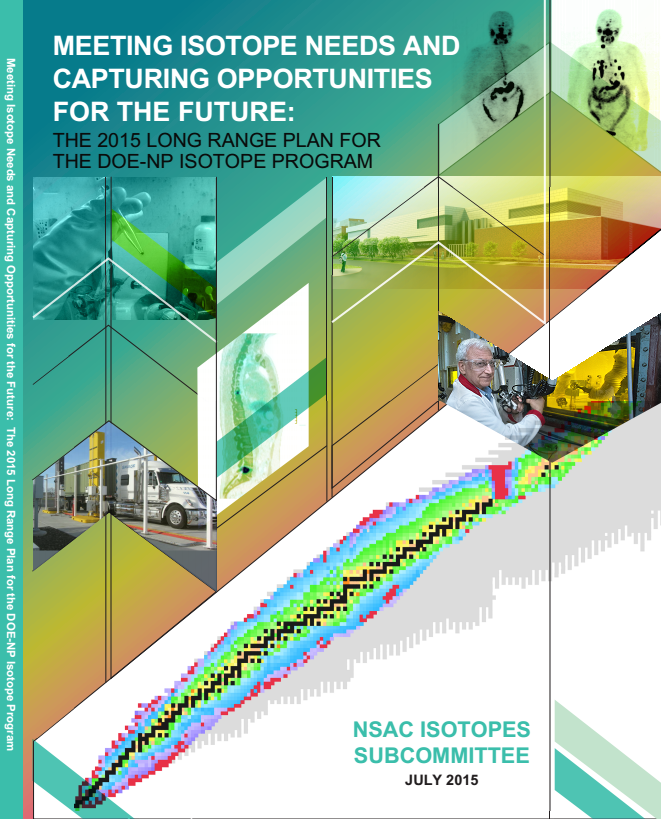 MEETING ISOTOPE NEEDS AND
CAPTURING OPPORTUNITIES
FOR THE FUTURE:
THE 2015 LONG RANGE PLAN FOR
THE DOE-NP ISOTOPE PROGRAM
Meeting Isotope Needs and Capturing Opportunities for the Future: The 2015 Long Range Plan for the DOE-NP Isotope Program
NSAC ISOTOPES
SUBCOMMITTEE
JULY 2015